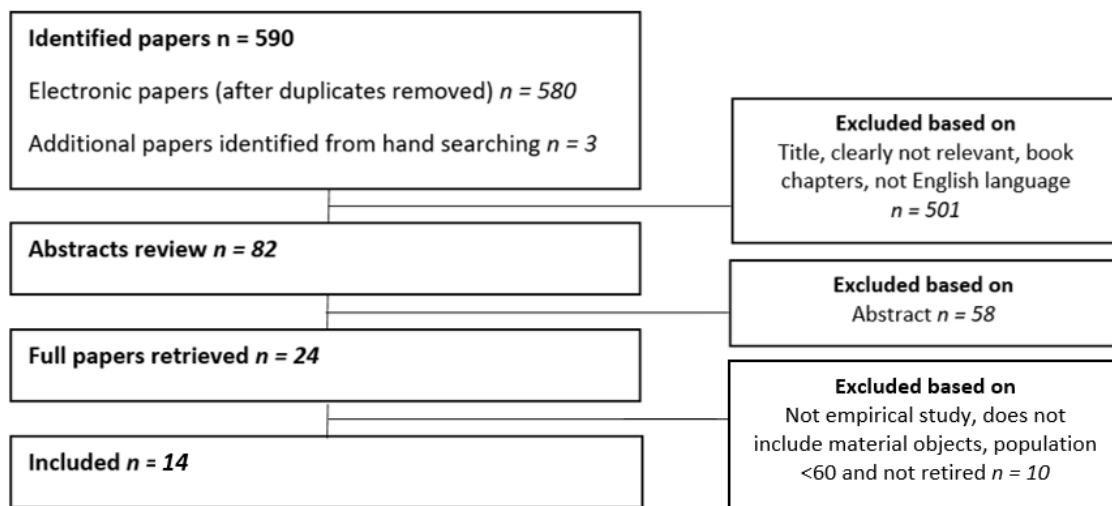 Identified papers n = 590
Electronic papers (after duplicates removed) n = 580
Additional papers identified from hand searching n = 3
Excluded based on
Title, clearly not relevant, book
chapters, not English language
n = 501
Abstracts review n = 82
Excluded based on
Abstract n = 58
Full papers retrieved n = 24
Excluded based on
Not empirical study, does not
include material objects, population
<60 and not retired n = 10
Included n = 14